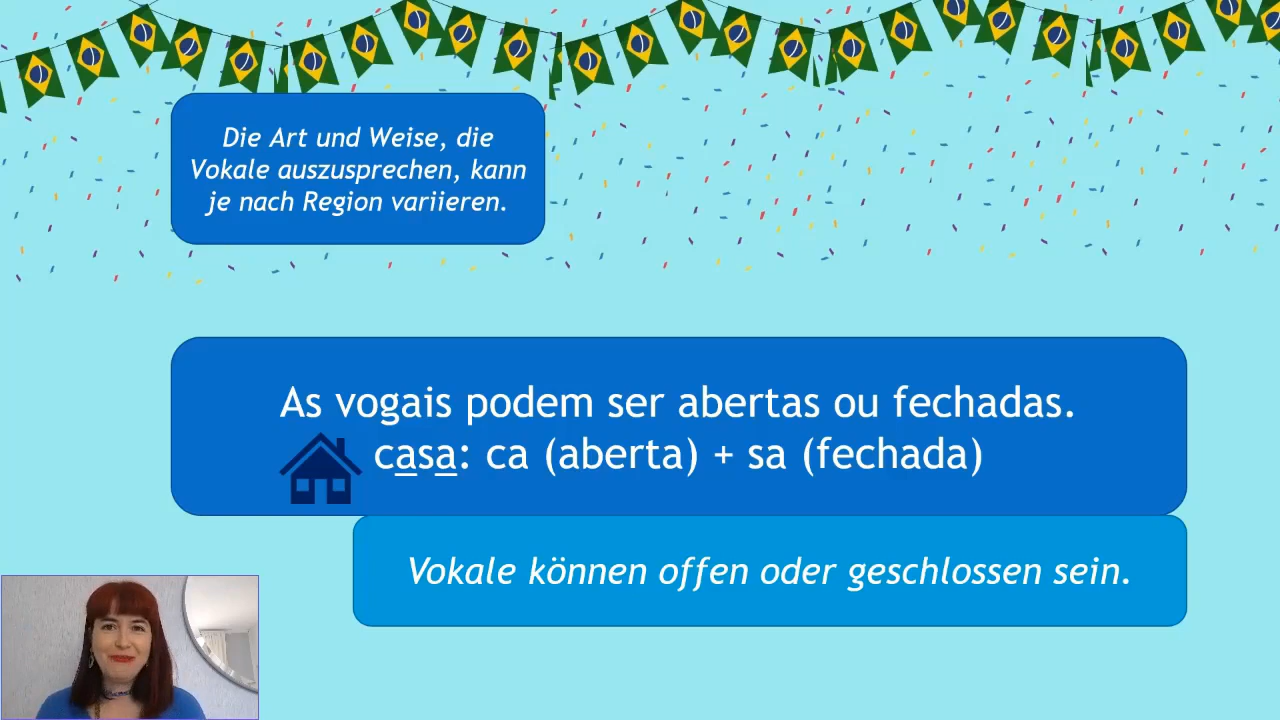 Die Art und Weise, die
Vokale auszusprechen, kann
je nach Region variieren.
As vogais podem ser abertas ou fechadas.
casa: ca (aberta) + sa (fechada)
Vokale können offen oder geschlossen sein.